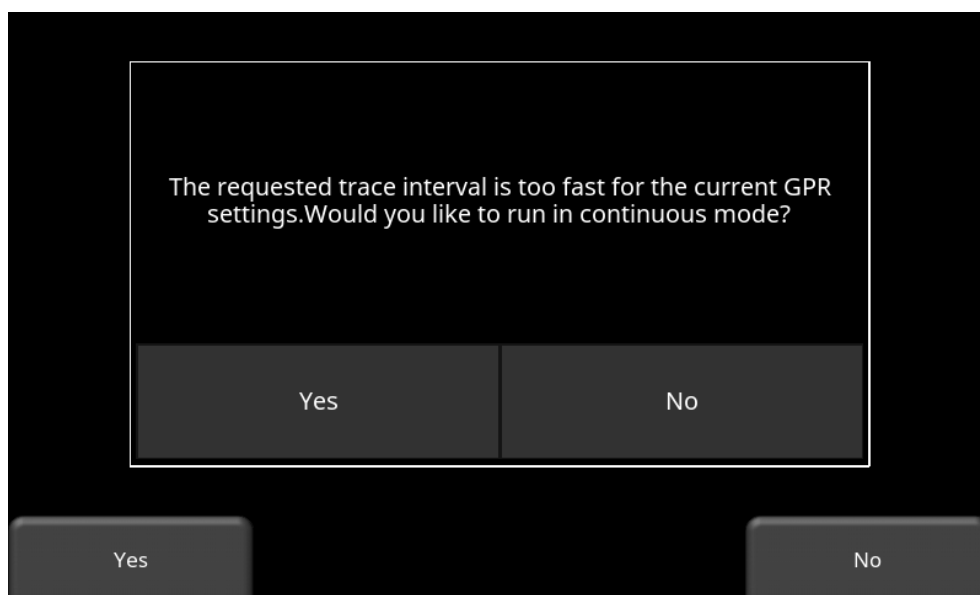 The requested trace interval is too fast for the current GPR
settings.Would you like to run in continuous mode?
Yes
No
Yes
No